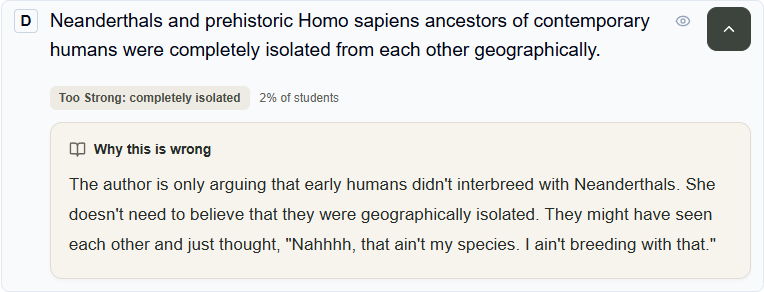 D
Neanderthals and prehistoric Homo sapiens ancestors of contemporary
humans were completely isolated from each other geographically.
Too Strong: completely isolated 2% of students
Why this is wrong
The author is only arguing that early humans didn't interbreed with Neanderthals. She
doesn't need to believe that they were geographically isolated. They might have seen
each other and just thought, "Nahhhh, that ain't my species. I ain't breeding with that."